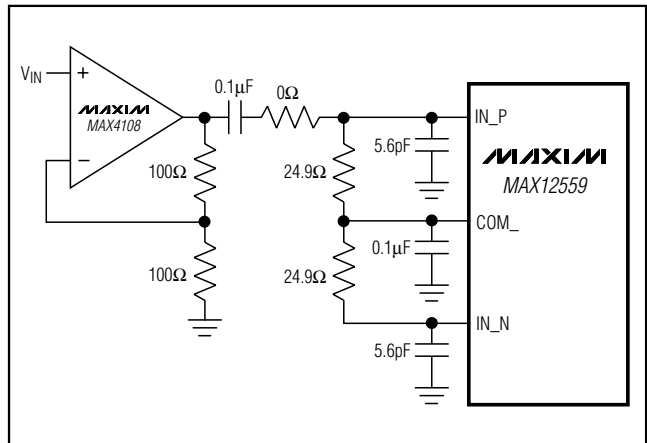 VIN
+
MAXIM
MAX4108
−
0.1µF
0Ω
100Ω
100Ω
24.9Ω
24.9Ω
5.6pF
0.1µF
5.6pF
IN_P
MAXIM
MAX12559
COM_
IN_N